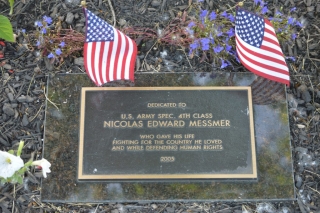 DEDICATED TO
U.S. ARMY SPEC. 4TH CLASS
NICOLAS EDWARD MESSMER
WHO GAVE HIS LIFE
FIGHTING FOR THE COUNTRY HE LOVED
AND WHILE DEFENDING HUMAN RIGHTS
2005